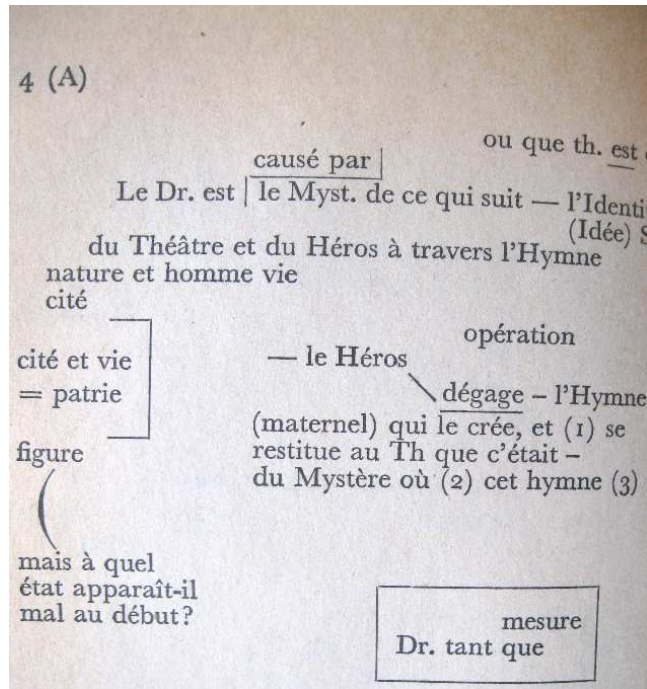 4 (A)
ou que th. est
causé par
Le Dr. est | le Myst. de ce qui suit — l'Identi
(Idée) S
du Théâtre et du Héros à travers l'Hymne
nature et homme vie
cité
opération
cité et vie
— le Héros
= patrie
dégage – l'Hymne
(maternel) qui le crée, et (1) se
figure
restitue au Th que c'était –
du Mystère où (2) cet hymne (3)
mais à quel
état apparaît-il
mal au début?
mesure
Dr. tant que